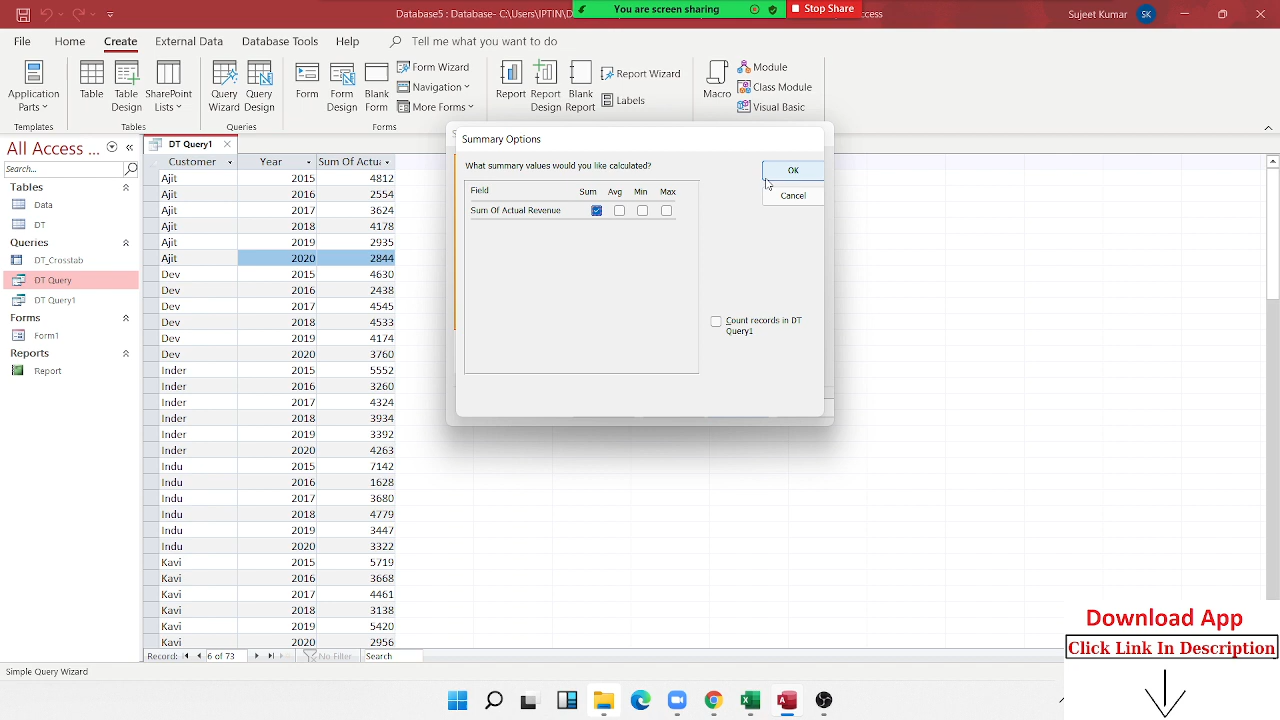 Database5 : Database- C:\Users\IPTIN\D
You are screen sharing
Stop Share
cess
Sujeet Kumar
SK
File Home Create External Data Database Tools Help Tell me what you want to do
Application Parts
Table
Table Design
SharePoint Lists
Query Wizard
Query Design
Form
Form Design
Blank Form
Form Wizard
Navigation
More Forms
Report
Report Design
Blank Report
Report Wizard
Labels
Macro
Module
Class Module
Visual Basic
Templates Tables Queries Forms
All Access ...
Search...
Tables
Data
DT
Queries
DT_Crosstab
DT Query
DT Query1
Forms
Form1
Reports
Report
DT Query1
Customer Year Sum Of Actua
Ajit 2015 4812
Ajit 2016 2554
Ajit 2017 3624
Ajit 2018 4178
Ajit 2019 2935
Ajit 2020 2844
Dev 2015 4630
Dev 2016 2438
Dev 2017 4545
Dev 2018 4533
Dev 2019 4174
Dev 2020 3760
Inder 2015 5552
Inder 2016 3260
Inder 2017 4324
Inder 2018 3934
Inder 2019 3392
Inder 2020 4263
Indu 2015 7142
Indu 2016 1628
Indu 2017 3680
Indu 2018 4779
Indu 2019 3447
Indu 2020 3322
Kavi 2015 5719
Kavi 2016 3668
Kavi 2017 4461
Kavi 2018 3138
Kavi 2019 5420
Kavi 2020 2956
Record: 6 of 73 No Filter Search
Simple Query Wizard
Summary Options
What summary values would you like calculated?
Field Sum Avg Min Max
Sum Of Actual Revenue
OK
Cancel
Count records in DT
Query1
Download App
Click Link In Description